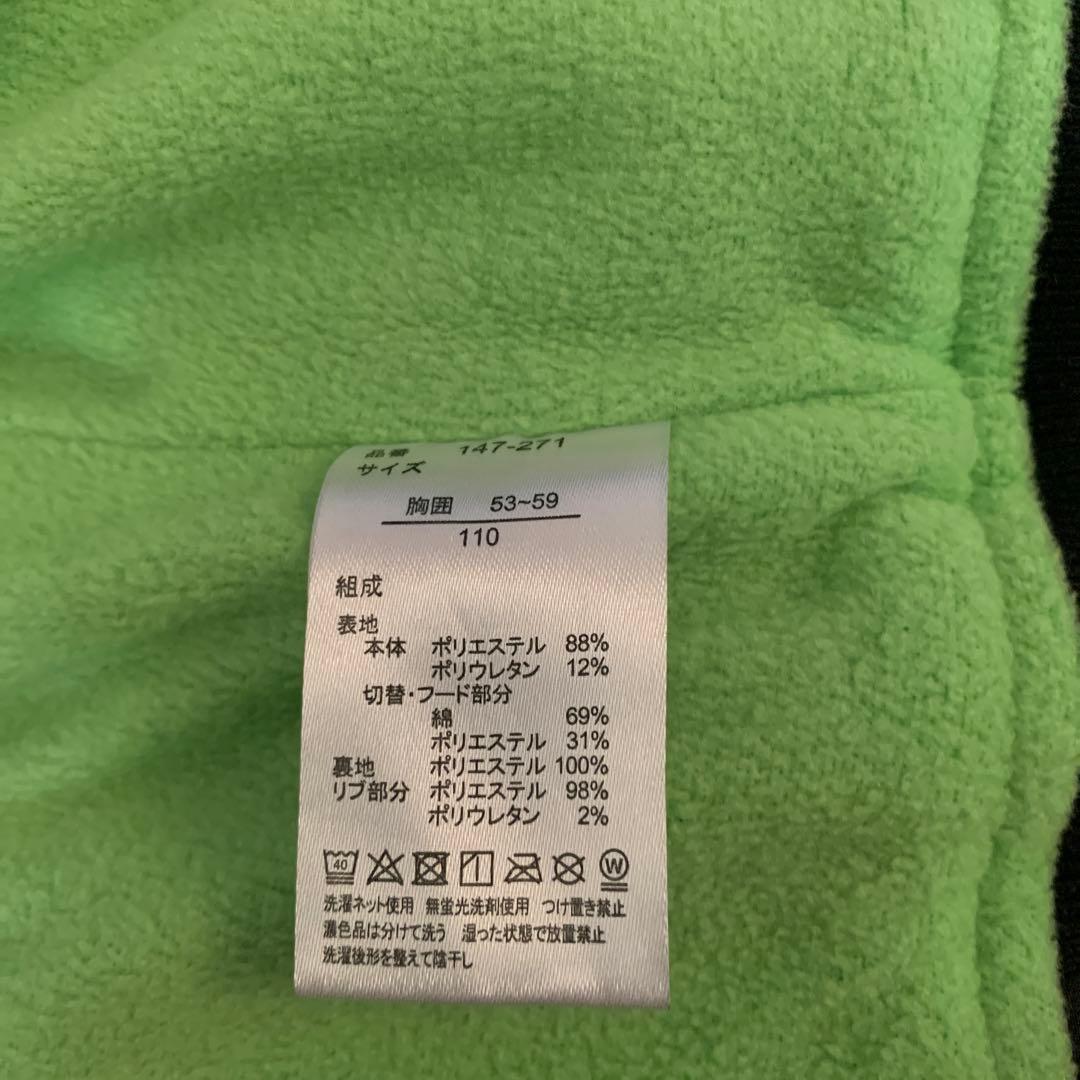 品番 147-271
サイズ
胸囲 53~59
110
組成
表地
本体 ポリエステル 88%
ポリウレタン 12%
切替・フード部分
綿 69%
ポリエステル 31%
裏地 ポリエステル 100%
リブ部分 ポリエステル 98%
ポリウレタン 2%
40 W
洗濯ネット使用 無蛍光洗剤使用 つけ置き禁止
濃色品は分けて洗う 湿った状態で放置禁止
洗濯後形を整えて陰干し